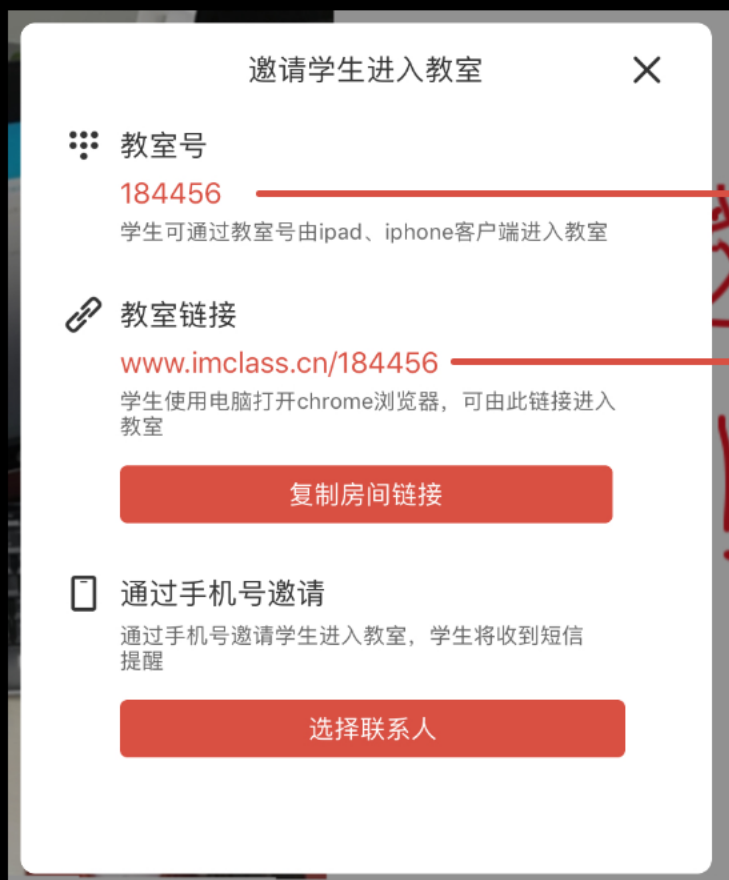 邀请学生进入教室
教室号
184456
学生可通过教室号由ipad、iphone客户端进入教室
教室链接
www.imclass.cn/184456
学生使用电脑打开chrome浏览器，可由此链接进入
教室
复制房间链接
通过手机号邀请
通过手机号邀请学生进入教室，学生将收到短信
提醒
选择联系人